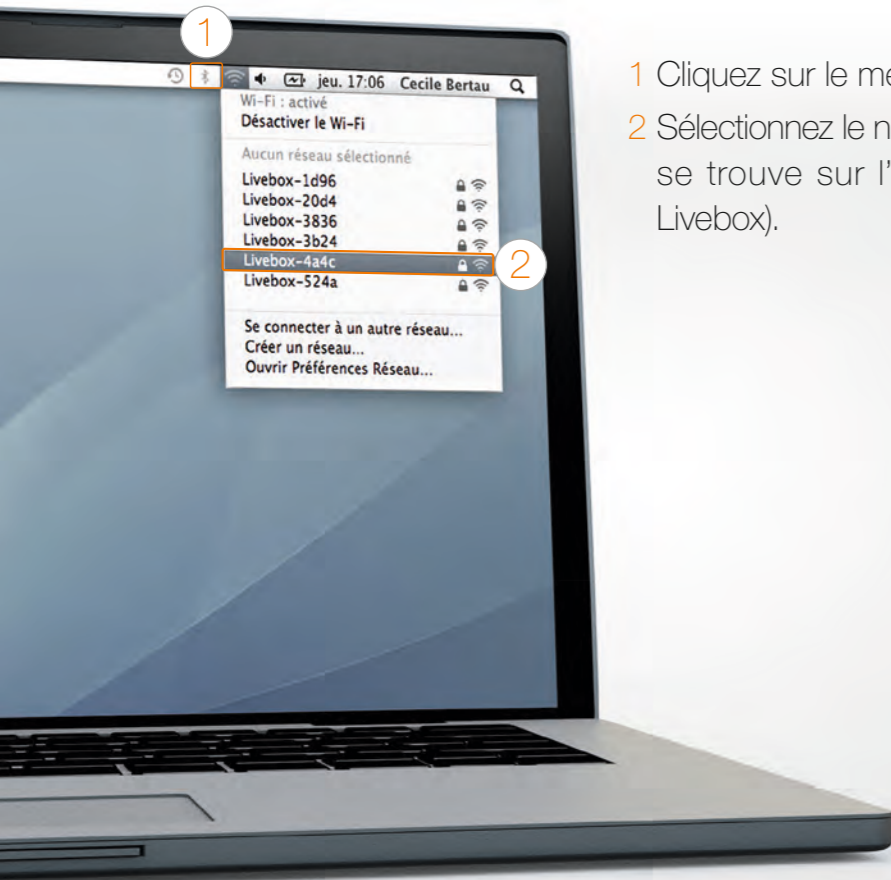 1
jeu. 17:06 Cecile Bertau
Wi-Fi : activé
Désactiver le Wi-Fi
Aucun réseau sélectionné
Livebox-1d96
Livebox-20d4
Livebox-3836
Livebox-3b24
Livebox-4a4c
2
Livebox-524a
Se connecter à un autre réseau...
Créer un réseau...
Ouvrir Préférences Réseau...
1 Cliquez sur le
2 Sélectionnez le
se trouve sur l'
Livebox).